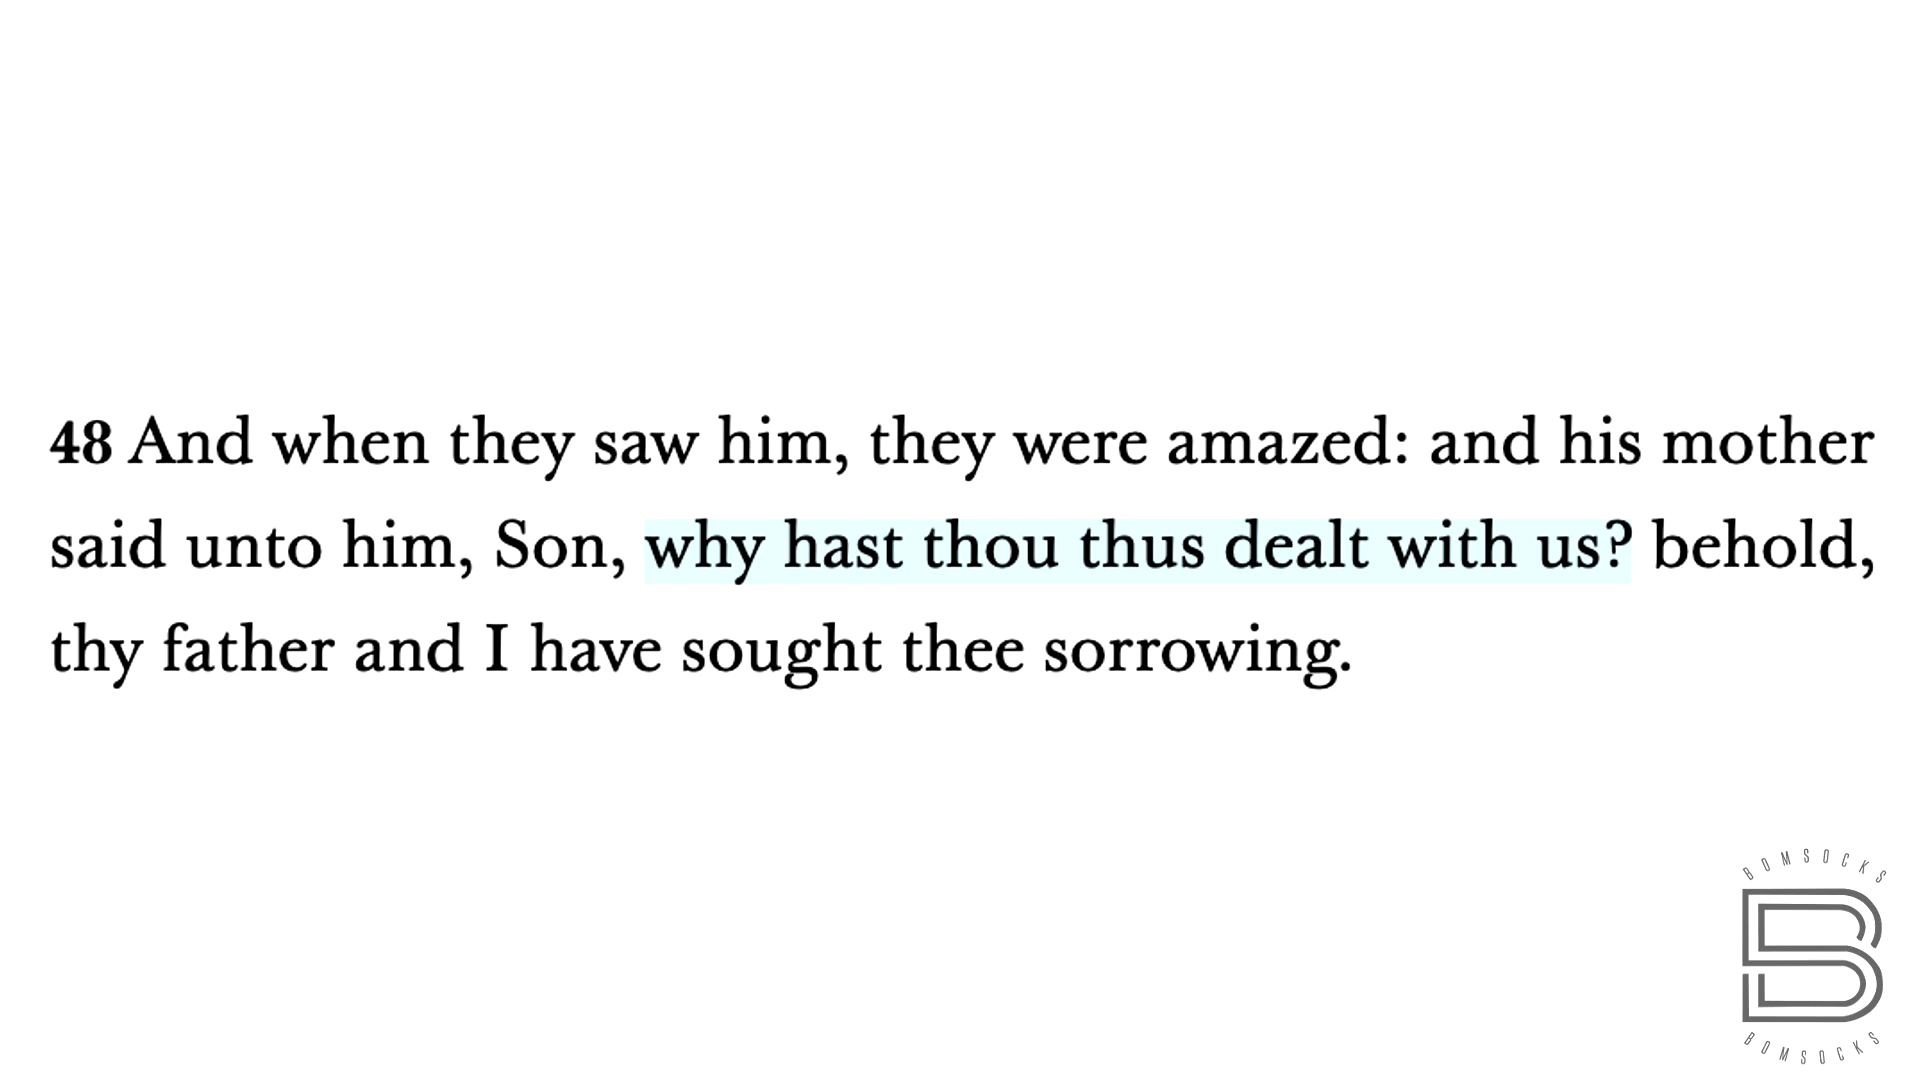 48 And when they saw him, they were amazed: and his mother
said unto him, Son, why hast thou thus dealt with us? behold,
thy father and I have sought thee sorrowing.
BOMSOCKS
B
BOMSOCKS